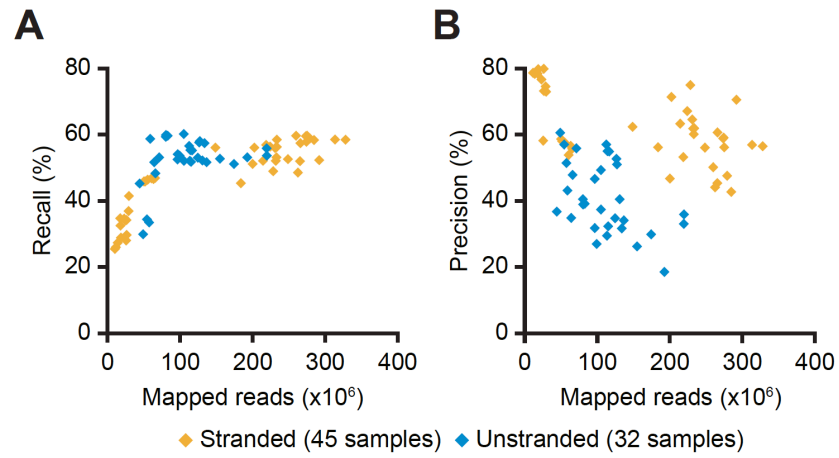 A
B
Recall (%)
80
60
40
20
0
0 100 200 300 400
Mapped reads (x10⁶)
Precision (%)
80
60
40
20
0
0 100 200 300 400
Mapped reads (x10⁶)
Stranded (45 samples) Unstranded (32 samples)